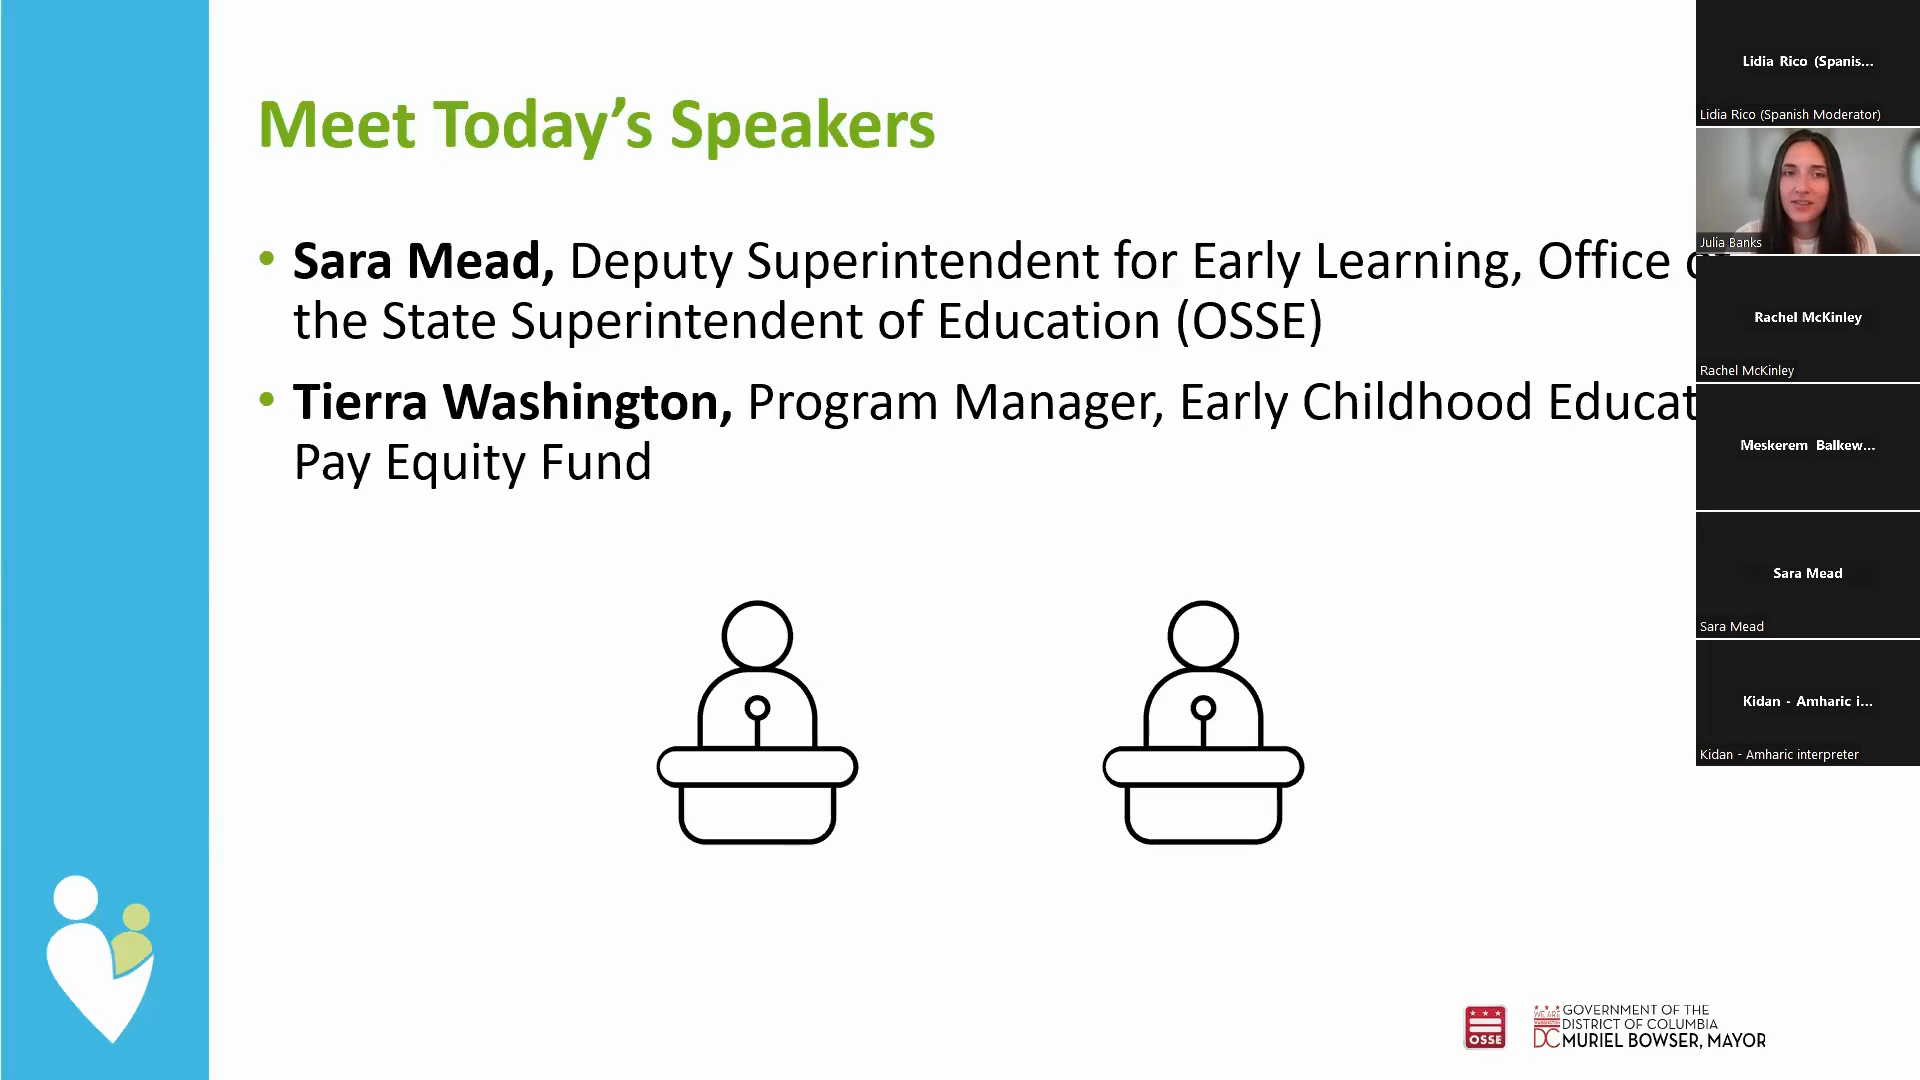 Meet Today’s Speakers
• Sara Mead, Deputy Superintendent for Early Learning, Office
the State Superintendent of Education (OSSE)
• Tierra Washington, Program Manager, Early Childhood Educat
Pay Equity Fund
Lidia Rico (Spanis...
Lidia Rico (Spanish Moderator)
Julia Banks
Rachel McKinley
Rachel McKinley
Meskerem Balkew...
Sara Mead
Sara Mead
Kidan - Amharic i...
Kidan - Amharic interpreter
OSSE
WE ARE
WASHINGTON
DC
GOVERNMENT OF THE
DISTRICT OF COLUMBIA
MURIEL BOWSER, MAYOR